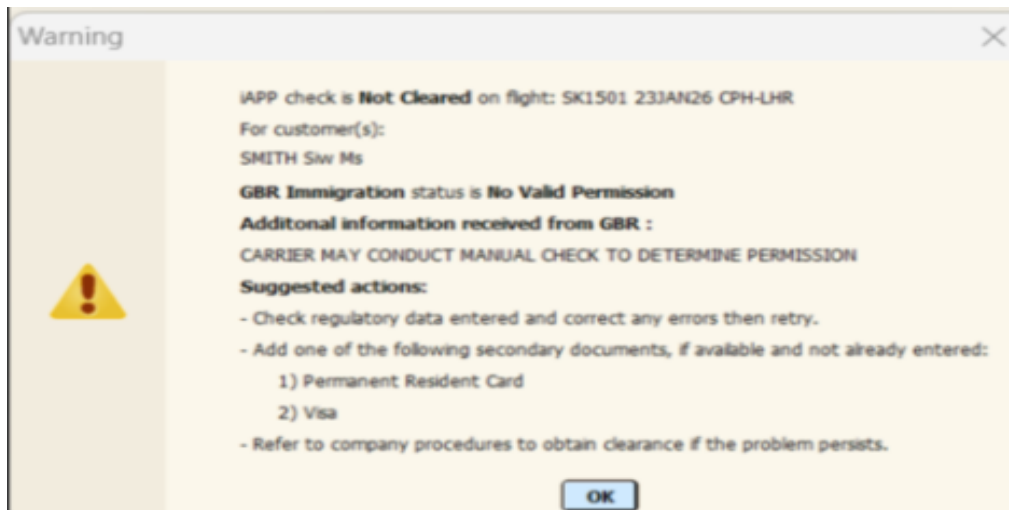 Warning
iAPP check is Not Cleared on flight: SK1501 23JAN26 CPH-LHR
For customer(s):
SMITH Siw Ms
GBR Immigration status is No Valid Permission
Additonal information received from GBR :
CARRIER MAY CONDUCT MANUAL CHECK TO DETERMINE PERMISSION
Suggested actions:
- Check regulatory data entered and correct any errors then retry.
- Add one of the following secondary documents, if available and not already entered:
1) Permanent Resident Card
2) Visa
- Refer to company procedures to obtain clearance if the problem persists.
OK